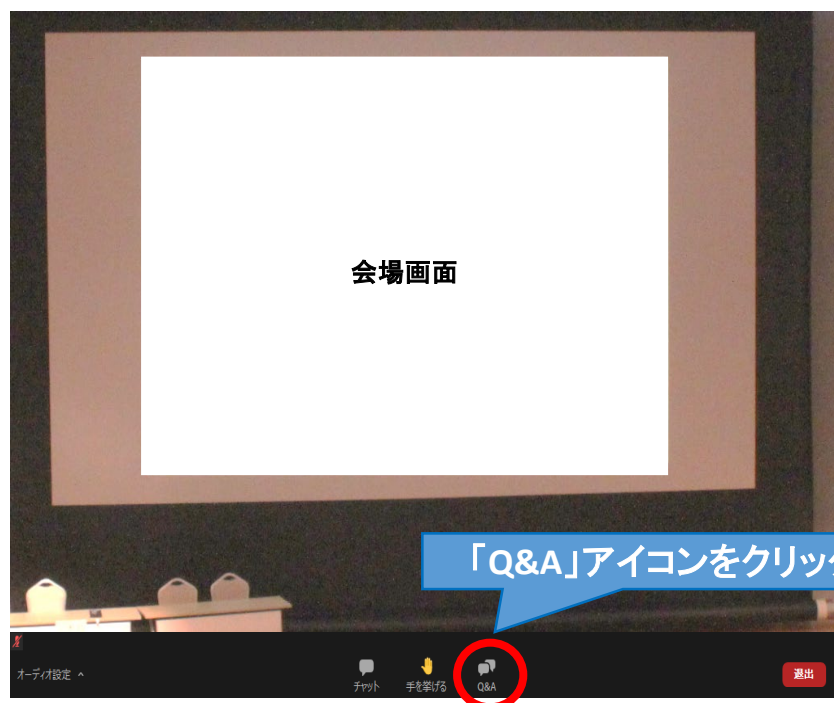 会場画面
「Q&A」アイコンをクリック
オーディオ設定 ^
チャット
手を挙げる
Q&A
退出